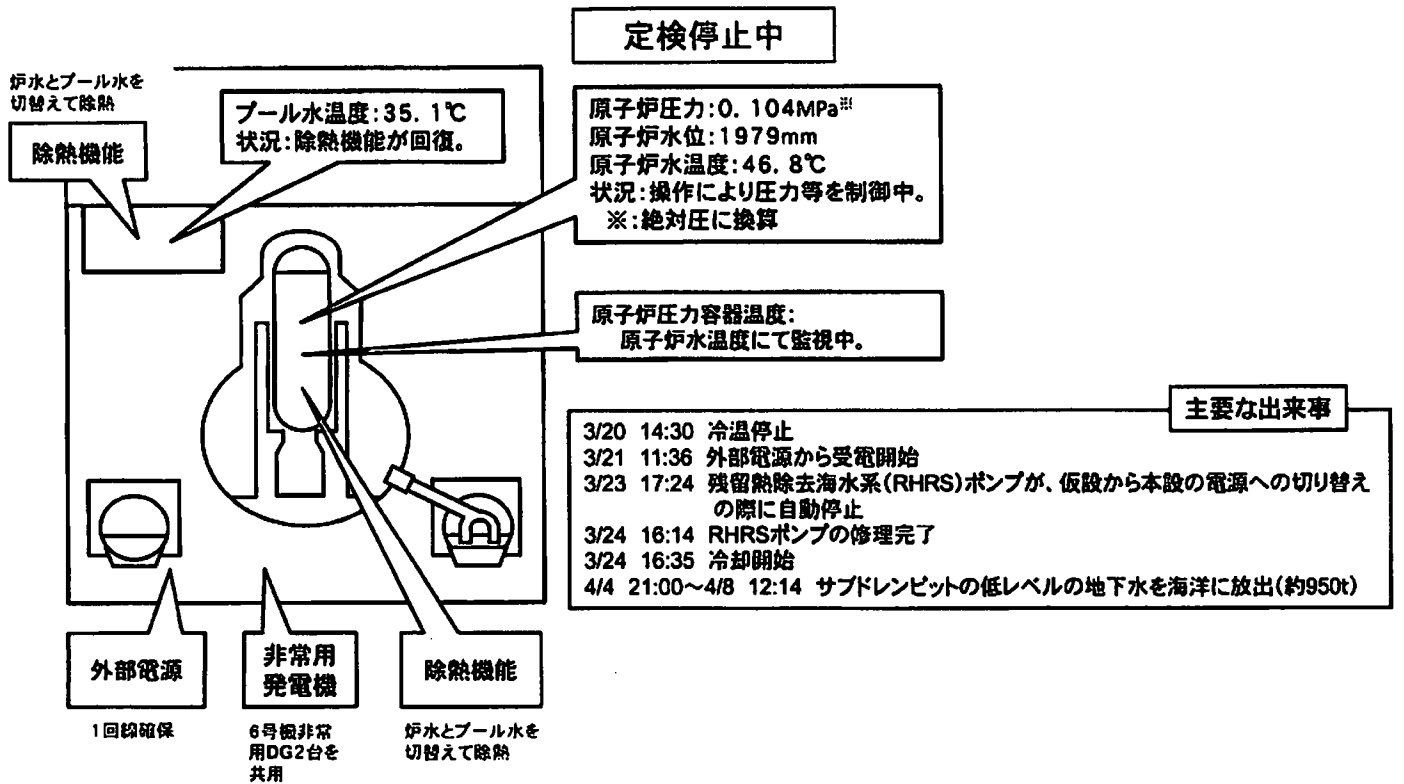 定検停止中
炉水とプール水を
切替えて除熱
除熱機能
プール水温度:35. 1℃
状況:除熱機能が回復。
原子炉圧力:0. 104MPa※
原子炉水位:1979mm
原子炉水温度:46. 8℃
状況:操作により圧力等を制御中。
※:絶対圧に換算
原子炉圧力容器温度:
原子炉水温度にて監視中。
主要な出来事
3/20 14:30 冷温停止
3/21 11:36 外部電源から受電開始
3/23 17:24 残留熱除去海水系(RHRS)ポンプが、仮設から本設の電源への切り替え
の際に自動停止
3/24 16:14 RHRSポンプの修理完了
3/24 16:35 冷却開始
4/4 21:00～4/8 12:14 サブドレンピットの低レベルの地下水を海洋に放出(約950t)
外部電源
1回線確保
非常用
発電機
6号機非常
用DG2台を
共用
除熱機能
炉水とプール水を
切替えて除熱